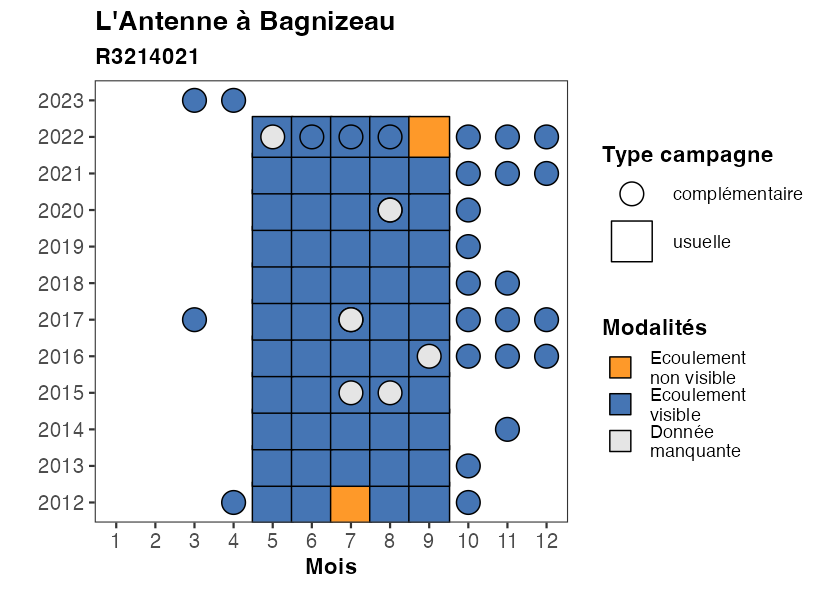 L'Antenne à Bagnizeau
R3214021
2023
2022
2021
2020
2019
2018
2017
2016
2015
2014
2013
2012
1 2 3 4 5 6 7 8 9 10 11 12
Mois
Type campagne
complémentaire
usuelle
Modalités
Ecoulement
non visible
Ecoulement
visible
Donnée
manquante